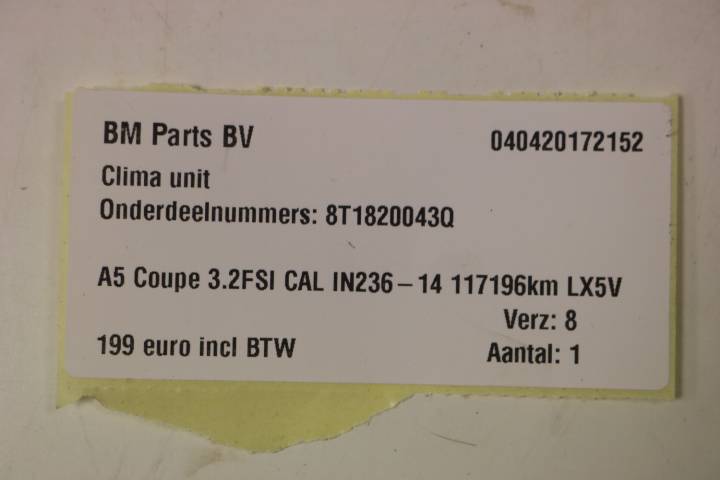 BM Parts BV 040420172152
Clima unit
Onderdeelnummers: 8T1820043Q
A5 Coupe 3.2FSI CAL IN236-14 117196km LX5V
Verz: 8
199 euro incl BTW Aantal: 1